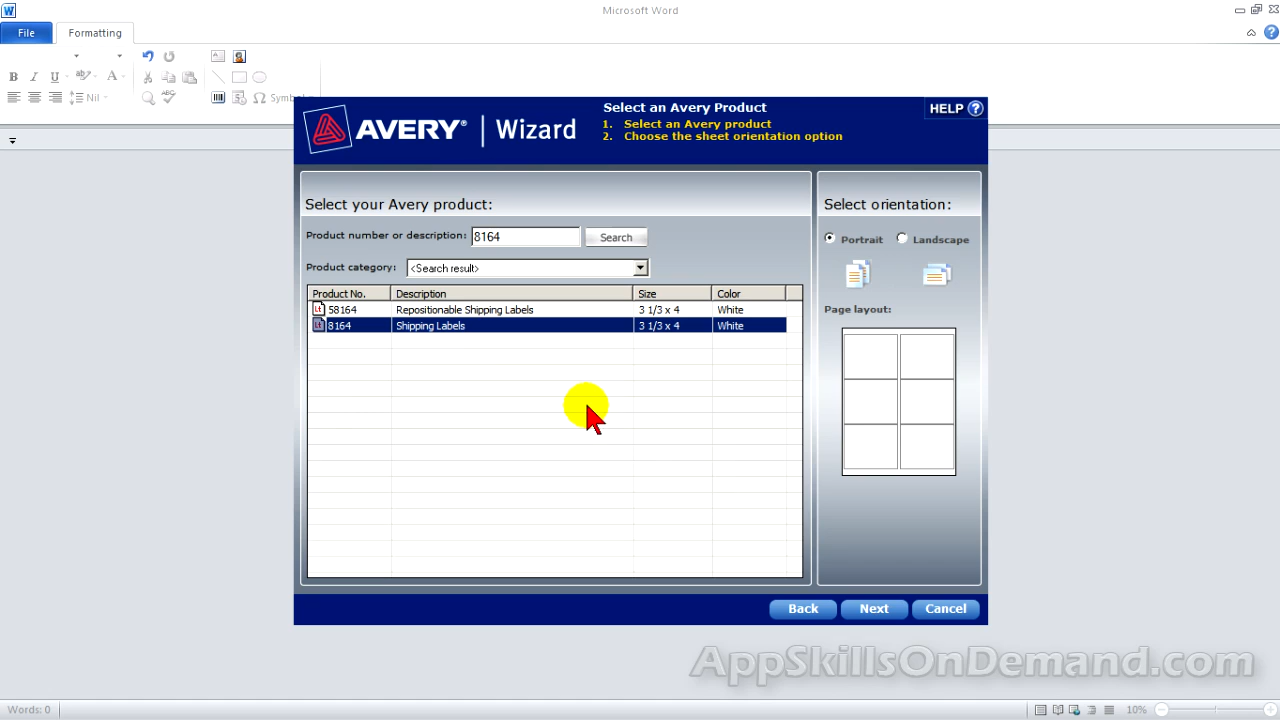 Microsoft Word
File Formatting
B I U A
Nil Symbol
AVERY® | Wizard
Select an Avery Product
1. Select an Avery product
2. Choose the sheet orientation option
HELP ?
Select your Avery product:
Product number or description: 8164 Search
Product category: <Search result>
Product No. Description Size Color
58164 Repositionable Shipping Labels 3 1/3 x 4 White
8164 Shipping Labels 3 1/3 x 4 White
Select orientation:
Portrait Landscape
Page layout:
Back Next Cancel
AppSkillsOnDemand.com
Words: 0 10%